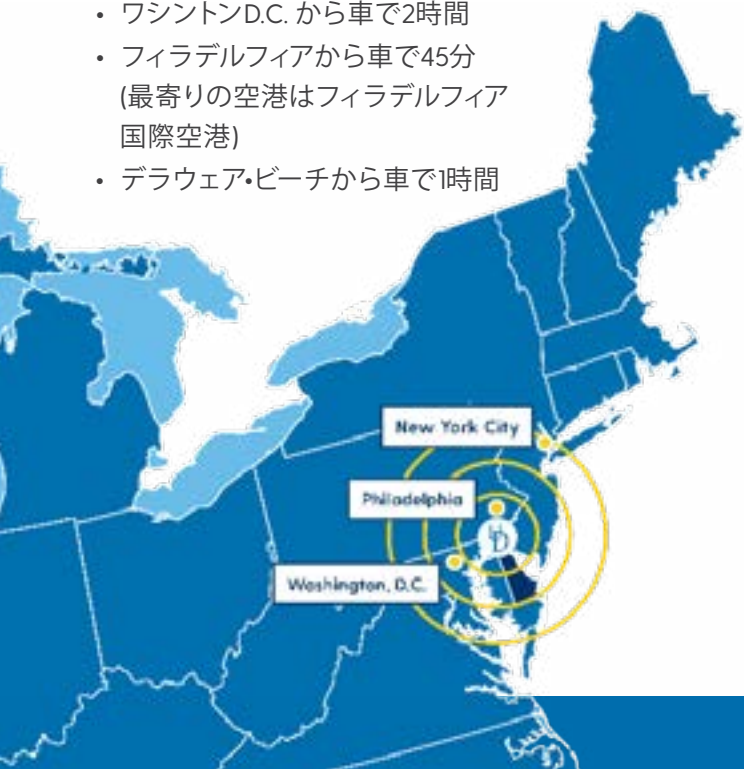 • ワシントンD.C. から車で2時間
• フィラデルフィアから車で45分
(最寄りの空港はフィラデルフィア
国際空港)
• デラウェア•ビーチから車で1時間
New York City
Philadelphia
UD
Washington, D.C.